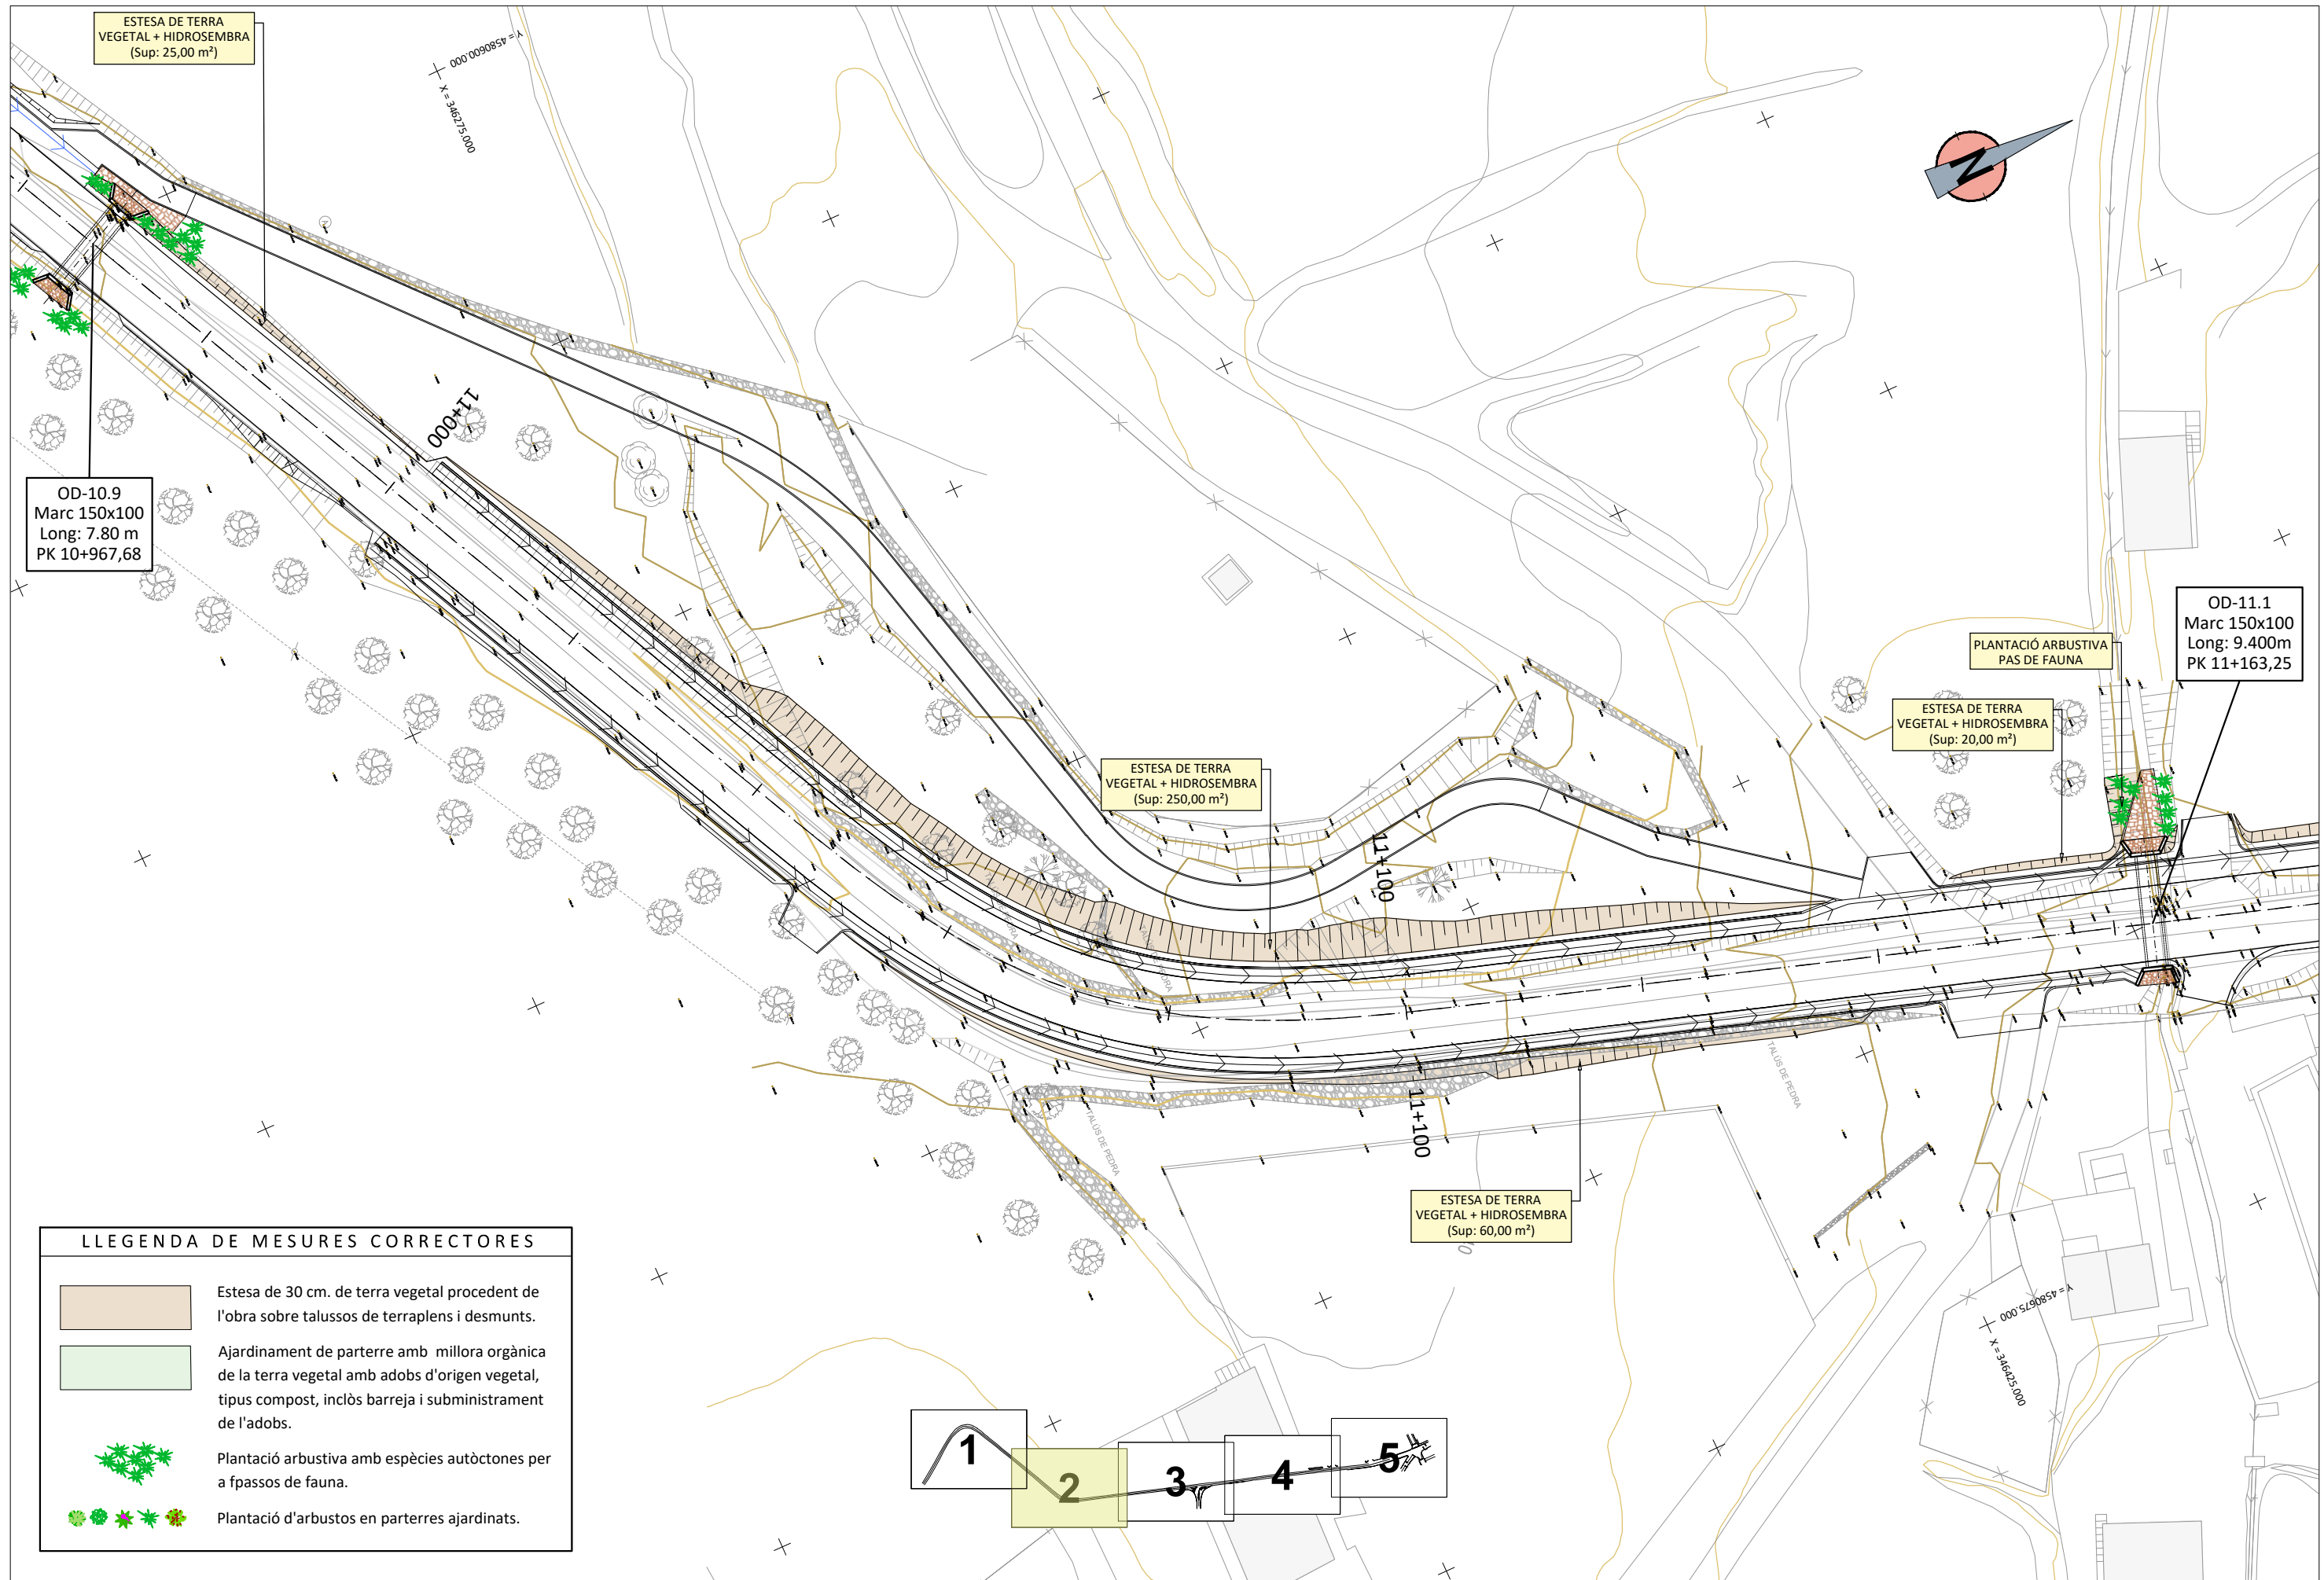 ESTESA DE TERRA
VEGETAL + HIDROSEMBRA
(Sup: 25,00 m²)
Y = 4580600.000
X = 346275.000
N
11+000
OD-10.9
Marc 150x100
Long: 7.80 m
PK 10+967,68
OD-11.1
Marc 150x100
Long: 9.400m
PK 11+163,25
PLANTACIÓ ARBUSTIVA
PAS DE FAUNA
ESTESA DE TERRA
VEGETAL + HIDROSEMBRA
(Sup: 20,00 m²)
ESTESA DE TERRA
VEGETAL + HIDROSEMBRA
(Sup: 250,00 m²)
11+100
TALÚS DE PEDRA
TALÚS DE PEDRA
11+100
TALÚS DE PEDRA
ESTESA DE TERRA
VEGETAL + HIDROSEMBRA
(Sup: 60,00 m²)
Y = 4580675.000
X = 346425.000
LLEGENDA DE MESURES CORRECTORES
Estesa de 30 cm. de terra vegetal procedent de
l'obra sobre talussos de terraplens i desmunts.
Ajardinament de parterre amb millora orgànica
de la terra vegetal amb adobs d'origen vegetal,
tipus compost, inclòs barreja i subministrament
de l'adobs.
Plantació arbustiva amb espècies autòctones per
a fpassos de fauna.
Plantació d'arbustos en parterres ajardinats.
1
2
3
4
5